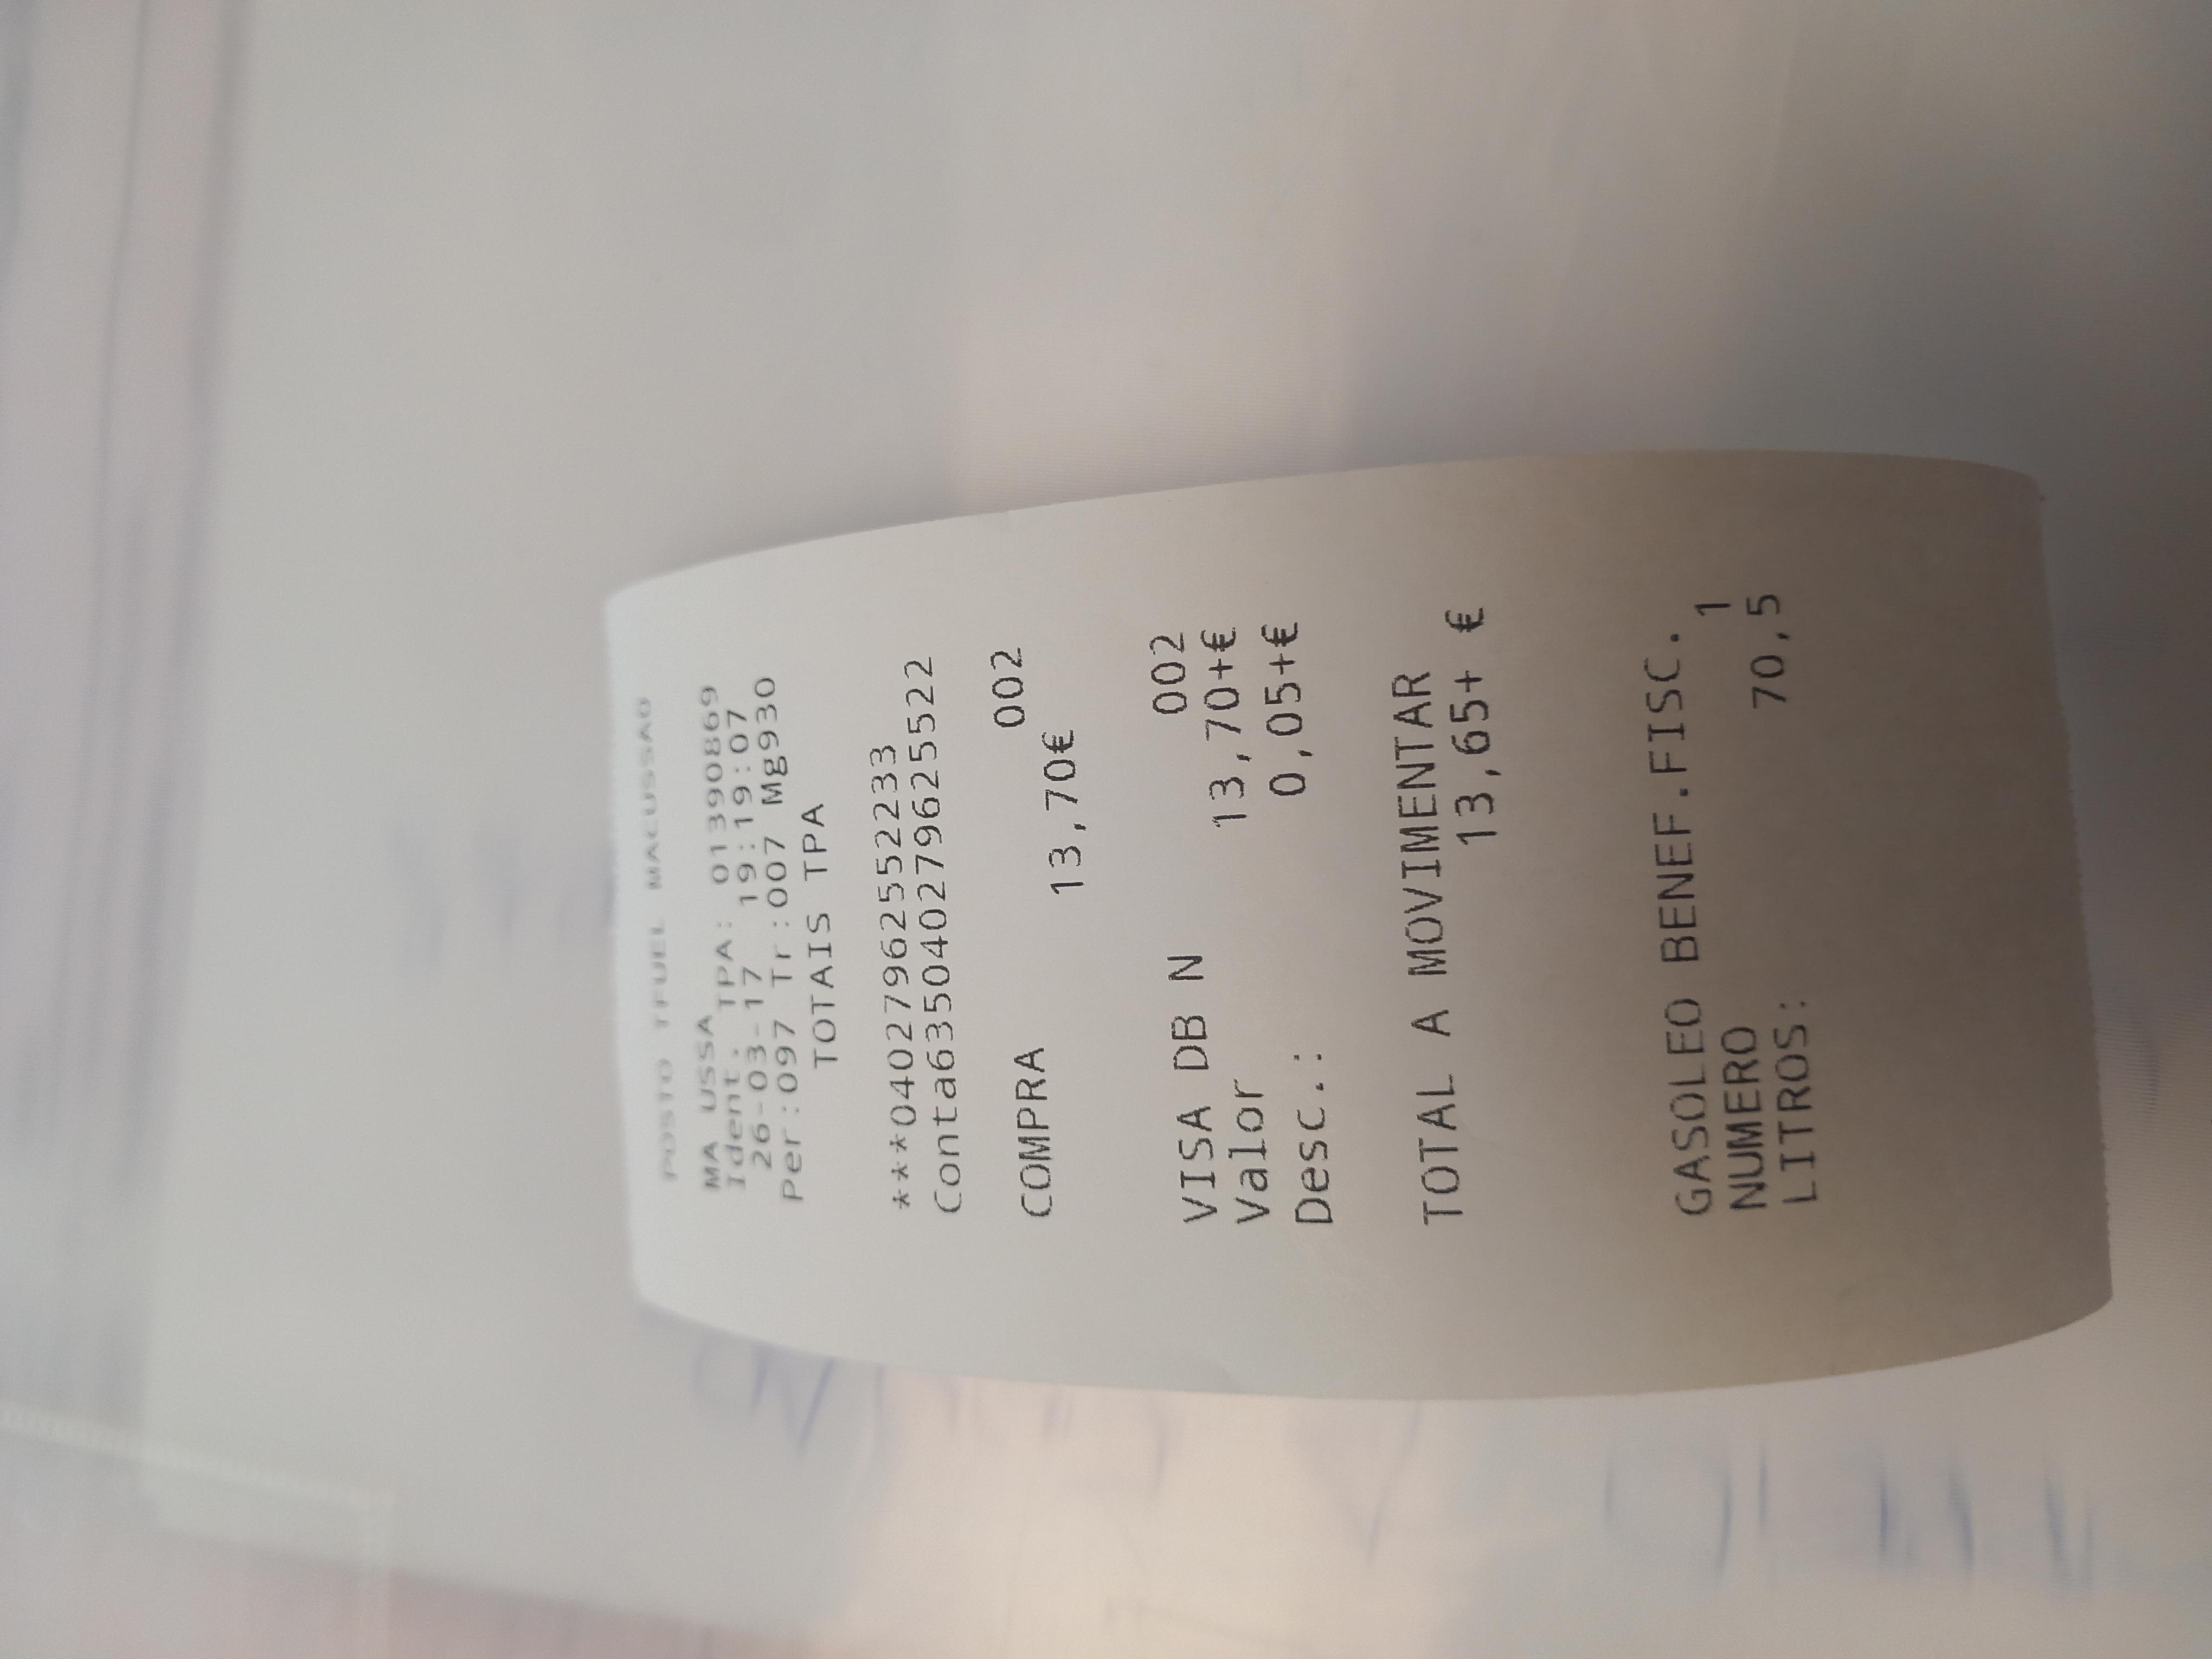 POSTO TFUEL MACUSSAO
MA USSA
Ident. TPA: 01390869
26-03-17 19:19:07
Per:097 Tr:007 Mg930
TOTAIS TPA
***0402796252233
Conta6350402796255522
COMPRA 002
13,70€
VISA DB N 002
Valor 13,70+€
Desc.: 0,05+€
TOTAL A MOVIMENTAR
13,65+ €
GASOLEO BENEF.FISC.
NUMERO 1
LITROS: 70,5